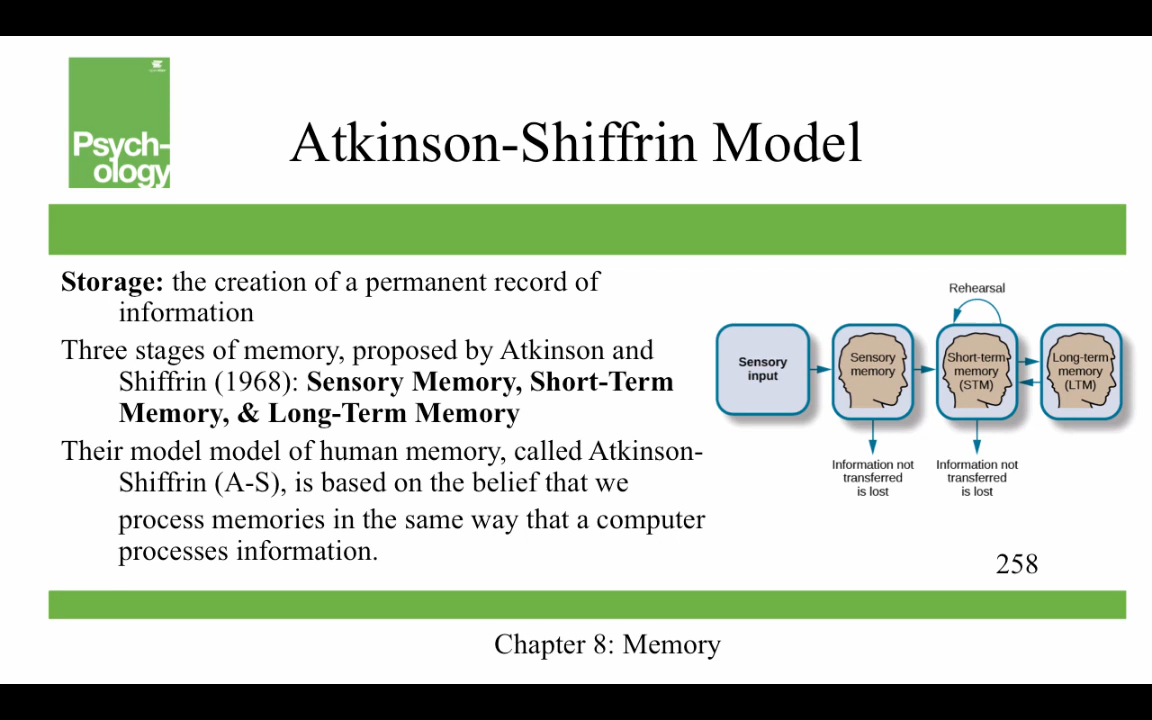 Psych-
ology
Atkinson-Shiffrin Model
Storage: the creation of a permanent record of
information
Three stages of memory, proposed by Atkinson and
Shiffrin (1968): Sensory Memory, Short-Term
Memory, & Long-Term Memory
Their model model of human memory, called Atkinson-
Shiffrin (A-S), is based on the belief that we
process memories in the same way that a computer
processes information.
Rehearsal
Sensory
input
Sensory
memory
Short-term
memory
(STM)
Long-term
memory
(LTM)
Information not
transferred
is lost
Information not
transferred
is lost
258
Chapter 8: Memory